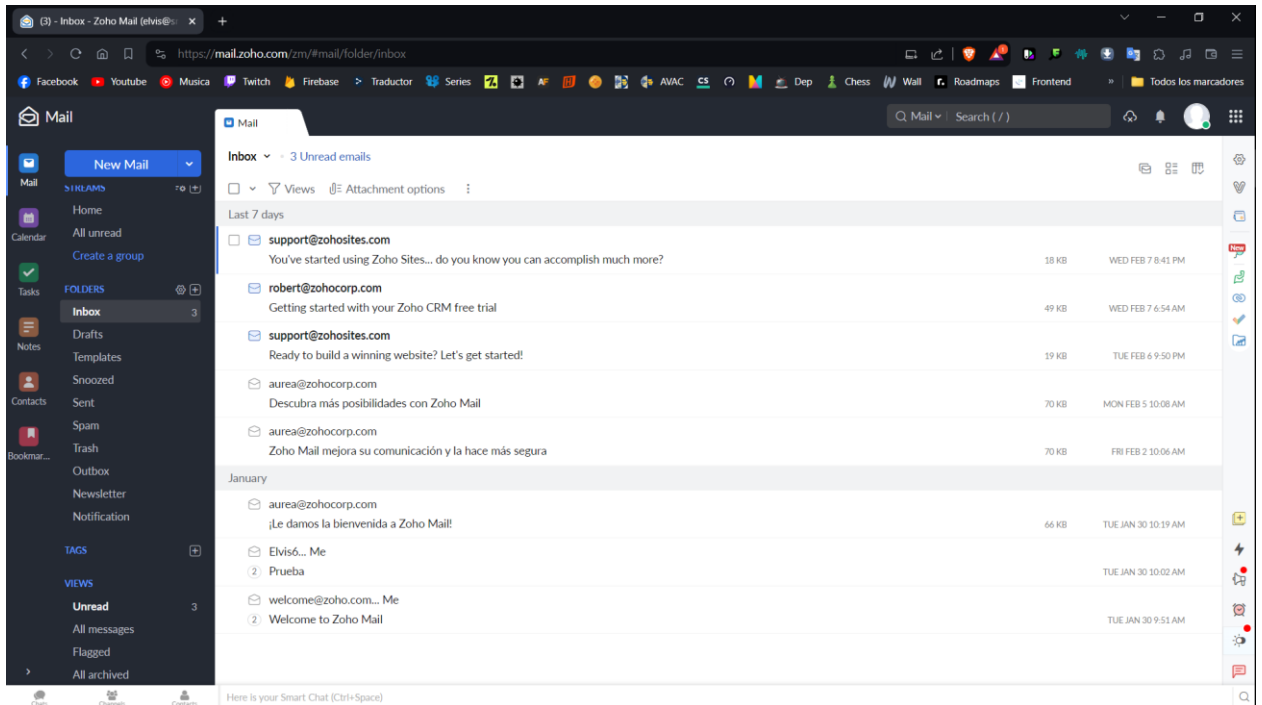 (3) - Inbox - Zoho Mail (elvis@s
https://mail.zoho.com/zm/#mail/folder/inbox
Facebook Youtube Musica Twitch Firebase Traductor Series AVAC CS Dep Chess Wall Roadmaps Frontend » Todos los marcadores
Mail
Mail
Mail Search ( / )
New Mail
Inbox
3 Unread emails
Views Attachment options
Mail
Calendar
Tasks
Notes
Contacts
Bookmar...
STREAMS
Home
All unread
Create a group
FOLDERS
Inbox 3
Drafts
Templates
Snoozed
Sent
Spam
Trash
Outbox
Newsletter
Notification
TAGS
VIEWS
Unread 3
All messages
Flagged
All archived
Last 7 days
support@zohosites.com
You've started using Zoho Sites... do you know you can accomplish much more? 18 KB WED FEB 7 8:41 PM
robert@zohocorp.com
Getting started with your Zoho CRM free trial 49 KB WED FEB 7 6:54 AM
support@zohosites.com
Ready to build a winning website? Let's get started! 19 KB TUE FEB 6 9:50 PM
aurea@zohocorp.com
Descubra más posibilidades con Zoho Mail 70 KB MON FEB 5 10:08 AM
aurea@zohocorp.com
Zoho Mail mejora su comunicación y la hace más segura 70 KB FRI FEB 2 10:06 AM
January
aurea@zohocorp.com
¡Le damos la bienvenida a Zoho Mail! 66 KB TUE JAN 30 10:19 AM
Elvis6... Me
2 Prueba TUE JAN 30 10:02 AM
welcome@zoho.com... Me
2 Welcome to Zoho Mail TUE JAN 30 9:51 AM
New
Chats Channels Contacts
Here is your Smart Chat (Ctrl+Space)